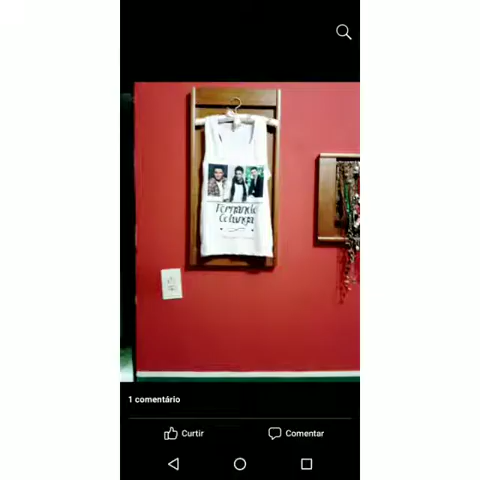 Fernando
Colunga
1 comentário
Curtir
Comentar